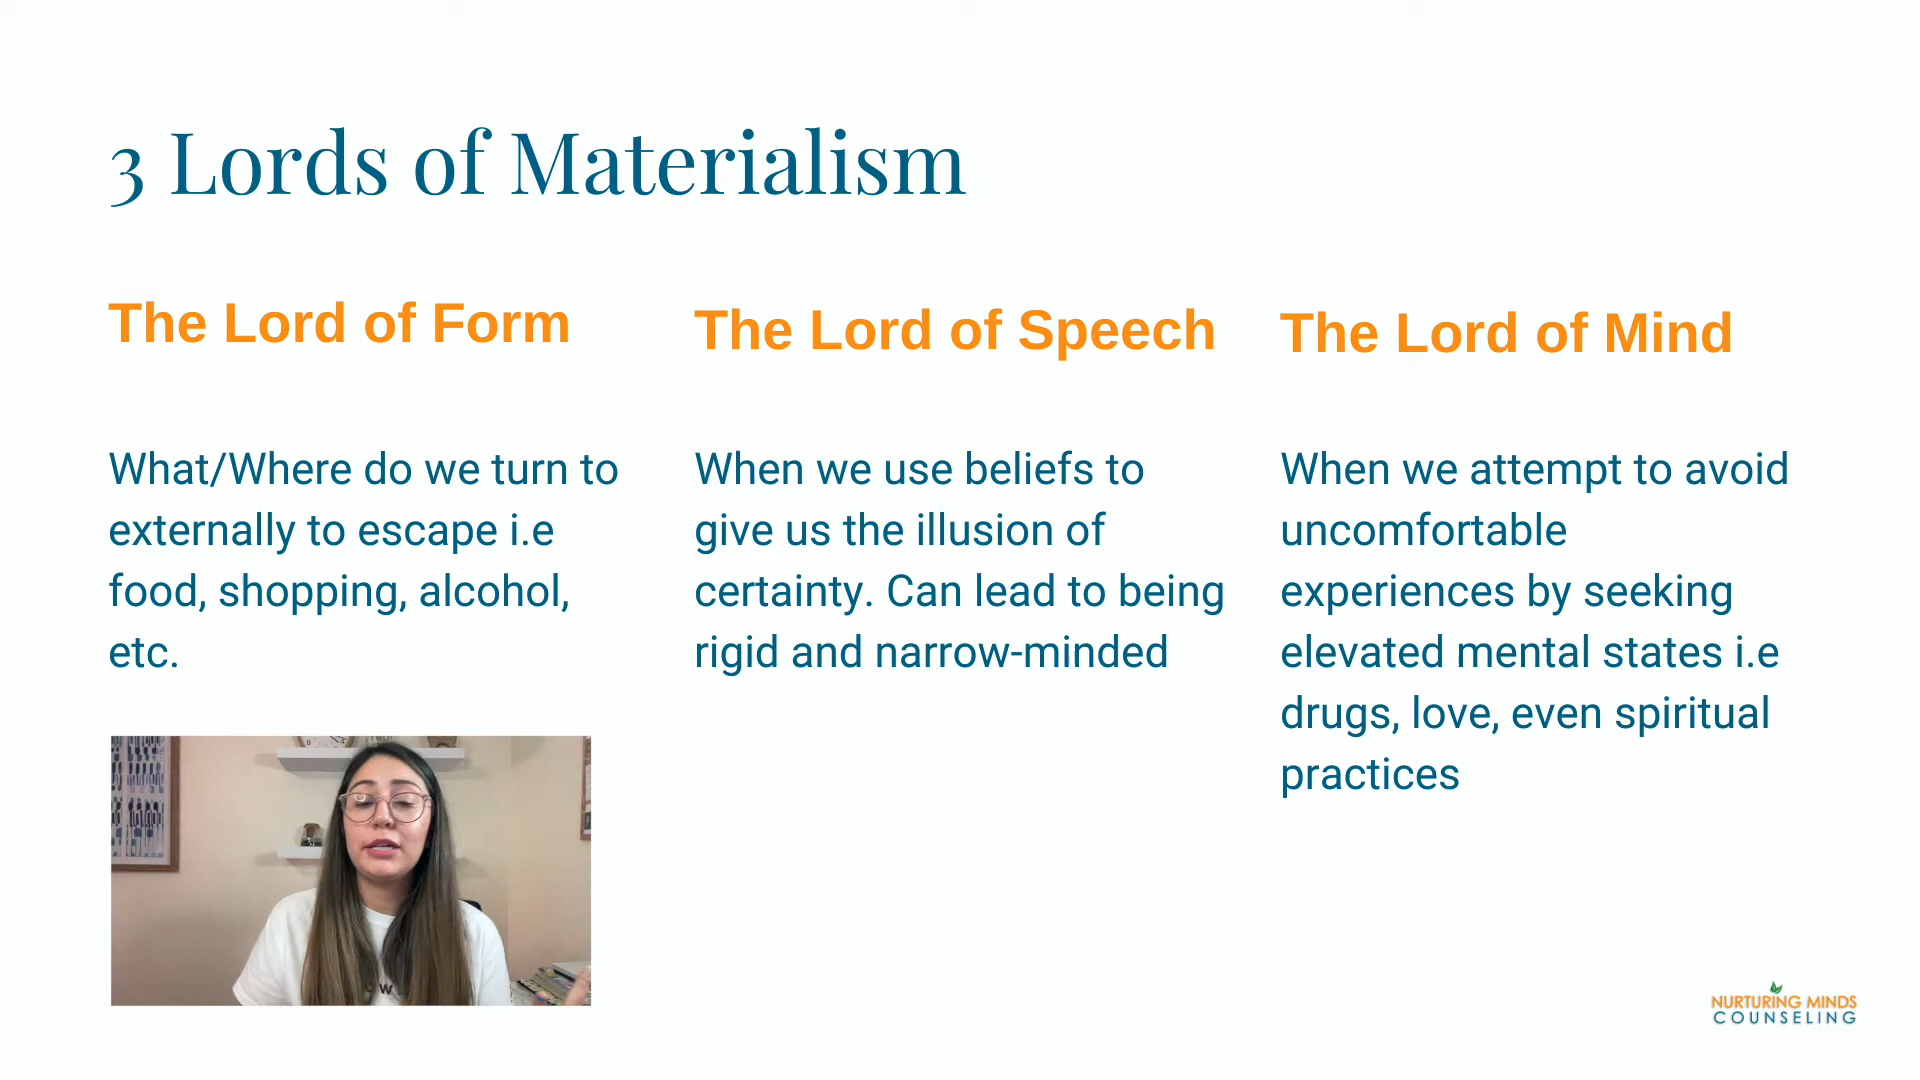 3 Lords of Materialism
The Lord of Form
What/Where do we turn to
externally to escape i.e
food, shopping, alcohol,
etc.
The Lord of Speech
When we use beliefs to
give us the illusion of
certainty. Can lead to being
rigid and narrow-minded
The Lord of Mind
When we attempt to avoid
uncomfortable
experiences by seeking
elevated mental states i.e
drugs, love, even spiritual
practices
NURTURING MINDS
COUNSELING